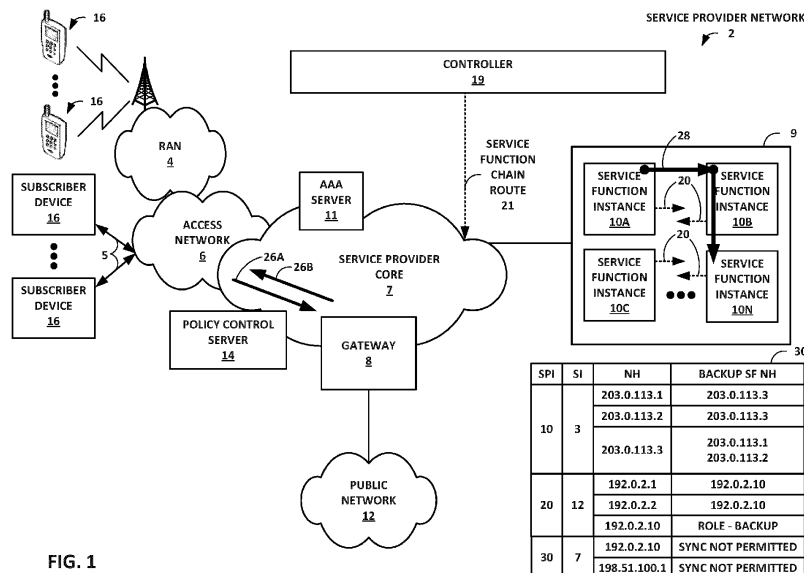 SERVICE PROVIDER NETWORK
2
16
16
CONTROLLER
19
RAN
4
SERVICE
FUNCTION
CHAIN
ROUTE
21
9
28
SERVICE
FUNCTION
INSTANCE
10A
20
SERVICE
FUNCTION
INSTANCE
10B
20
SERVICE
FUNCTION
INSTANCE
10C
SERVICE
FUNCTION
INSTANCE
10N
SUBSCRIBER
DEVICE
16
5
SUBSCRIBER
DEVICE
16
AAA
SERVER
11
ACCESS
NETWORK
6
26A
26B
SERVICE PROVIDER
CORE
7
POLICY CONTROL
SERVER
14
GATEWAY
8
PUBLIC
NETWORK
12
30
SPI SI NH BACKUP SF NH
10 3 203.0.113.1 203.0.113.3
203.0.113.2 203.0.113.3
203.0.113.3 203.0.113.1
203.0.113.2
20 12 192.0.2.1 192.0.2.10
192.0.2.2 192.0.2.10
192.0.2.10 ROLE - BACKUP
30 7 192.0.2.10 SYNC NOT PERMITTED
198.51.100.1 SYNC NOT PERMITTED
FIG. 1